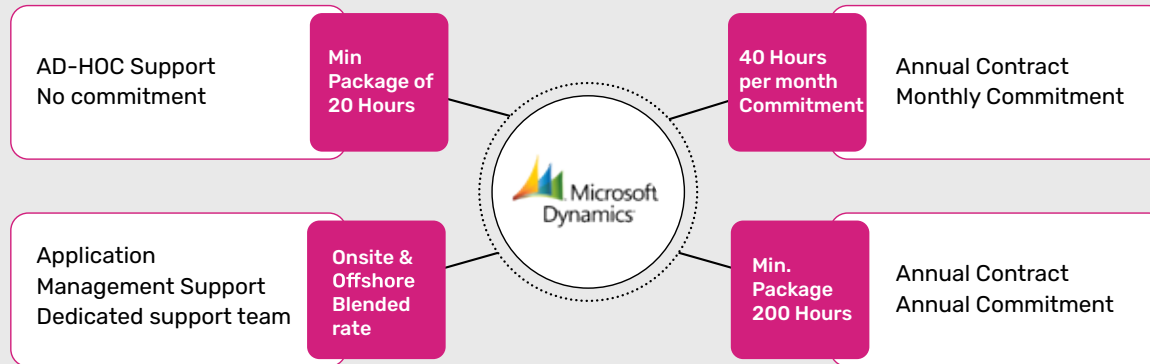 AD-HOC Support
No commitment
Min
Package of
20 Hours
40 Hours
per month
Commitment
Annual Contract
Monthly Commitment
Microsoft
Dynamics
Application
Management Support
Dedicated support team
Onsite &
Offshore
Blended
rate
Min.
Package
200 Hours
Annual Contract
Annual Commitment